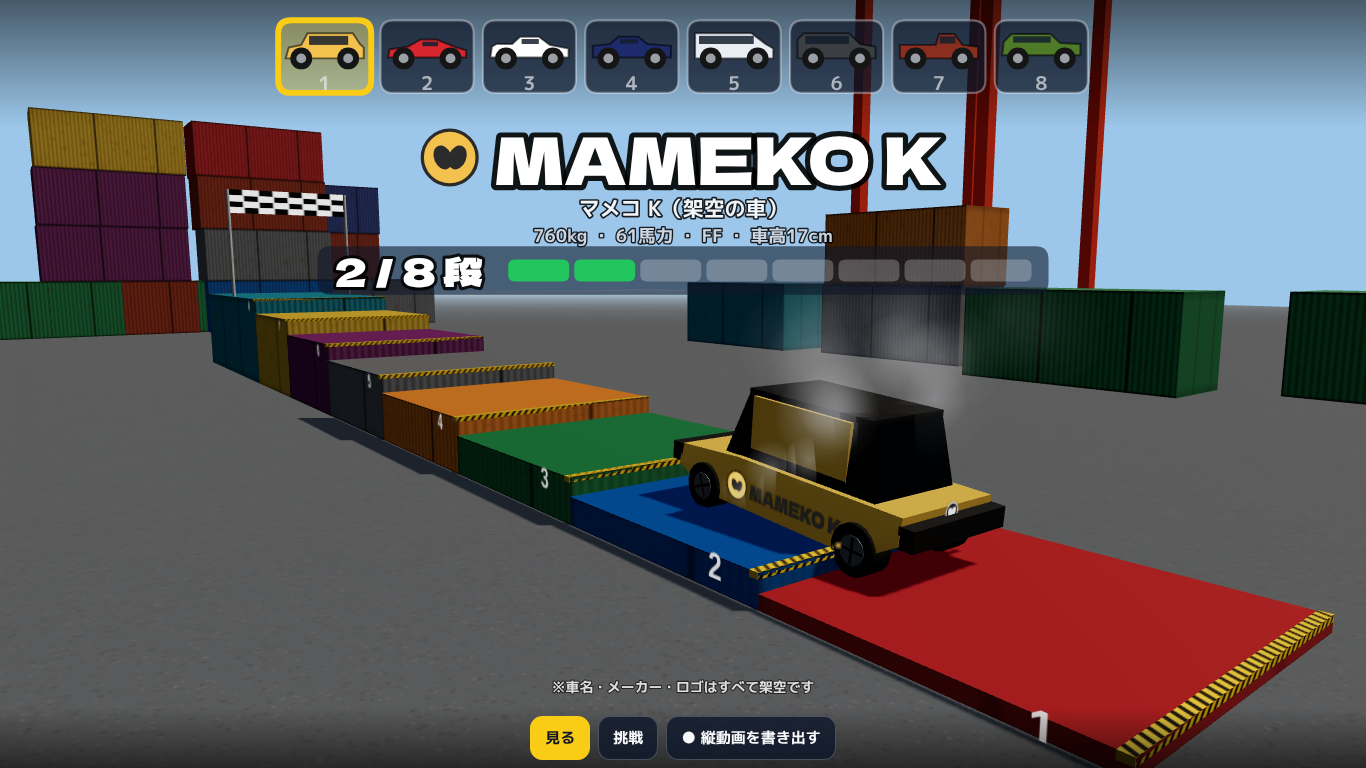 1 2 3 4 5 6 7 8
MAMEKO K
マメコ K（架空の車）
760kg ・ 61馬力 ・ FF ・ 車高17cm
2/8段
5
4
3
MAMEKO K
2
1
※車名・メーカー・ロゴはすべて架空です
見る 挑戦 ●縦動画を書き出す